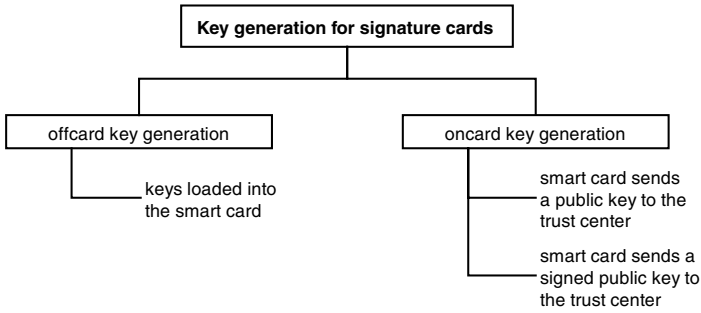 Key generation for signature cards
offcard key generation
keys loaded into
the smart card
oncard key generation
smart card sends
a public key to the
trust center
smart card sends a
signed public key to
the trust center